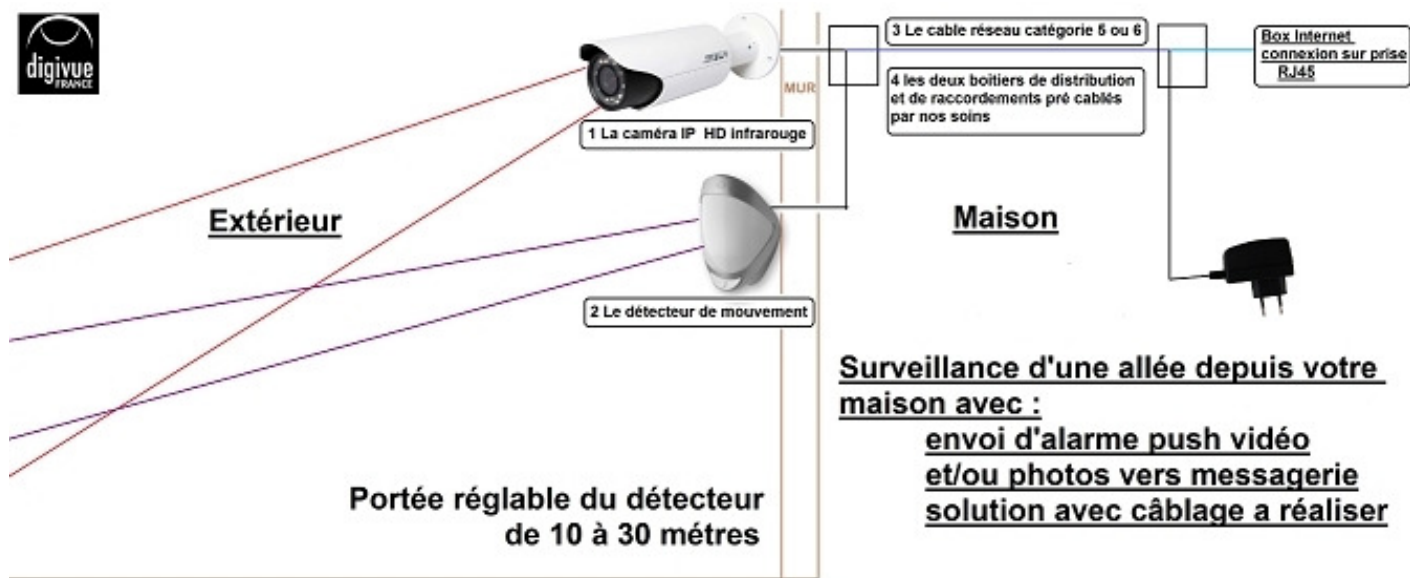 digivue
FRANCE
3 Le cable réseau catégorie 5 ou 6
Box Internet
connexion sur prise
RJ45
MUR
4 les deux boitiers de distribution
et de raccordements pré cablés
par nos soins
1 La caméra IP HD infrarouge
Extérieur
Maison
2 Le détecteur de mouvement
Surveillance d'une allée depuis votre
maison avec :
envoi d'alarme push vidéo
et/ou photos vers messagerie
solution avec câblage a réaliser
Portée réglable du détecteur
de 10 à 30 métres